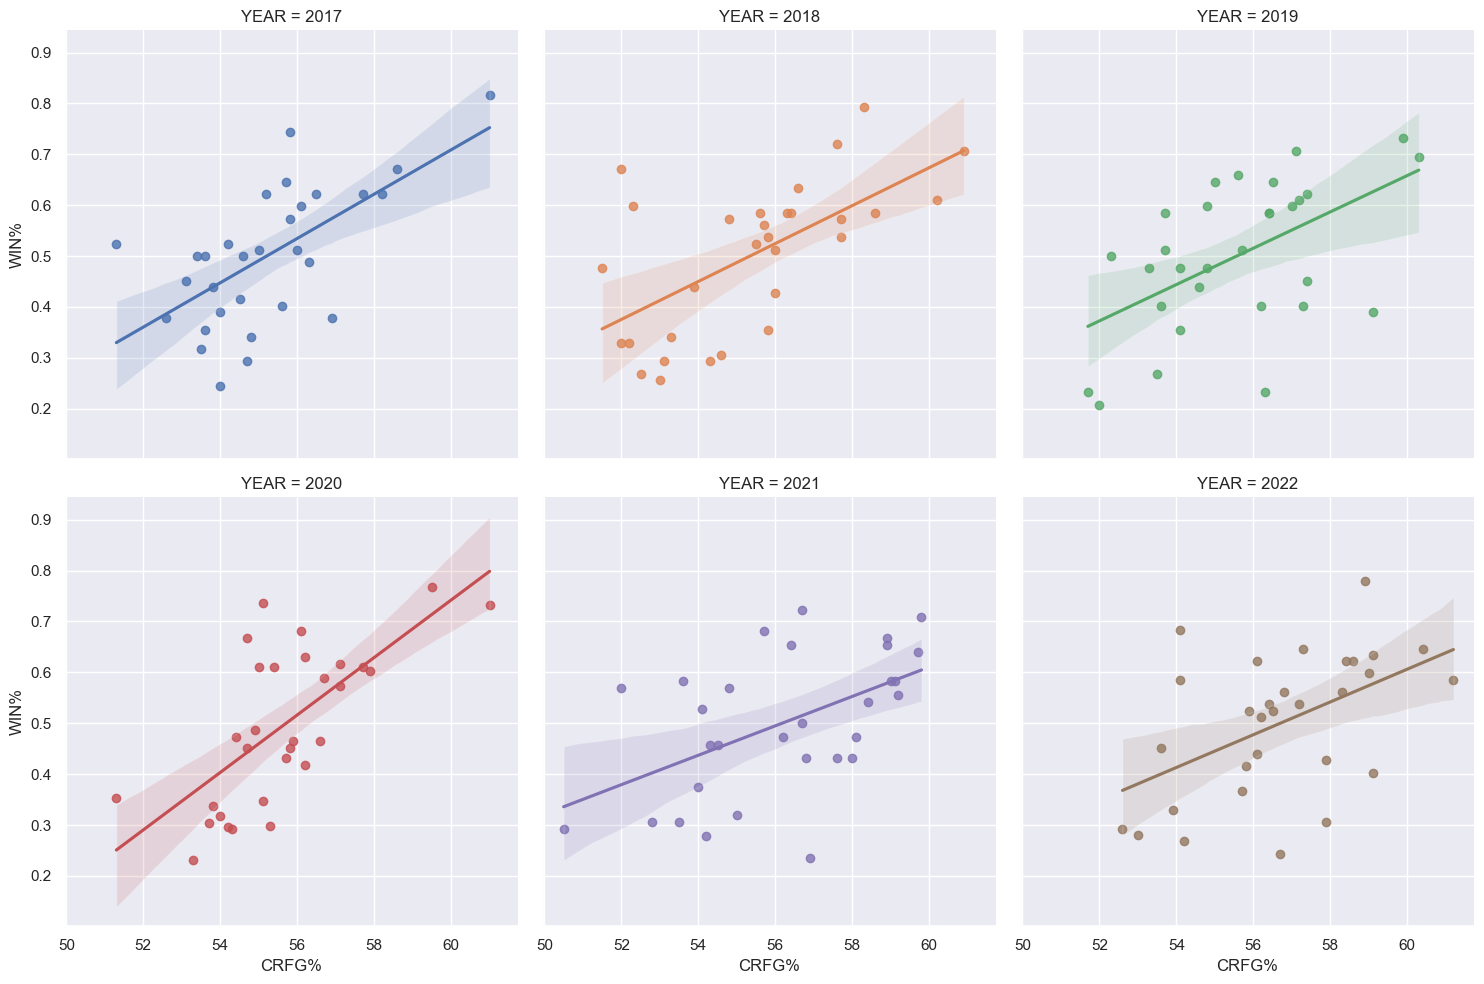 YEAR = 2017
YEAR = 2018
YEAR = 2019
0.9
0.8
0.7
0.6
0.5
0.4
0.3
0.2
WIN%
YEAR = 2020
YEAR = 2021
YEAR = 2022
0.9
0.8
0.7
0.6
0.5
0.4
0.3
0.2
WIN%
50 52 54 56 58 60
50 52 54 56 58 60
50 52 54 56 58 60
CRFG%
CRFG%
CRFG%